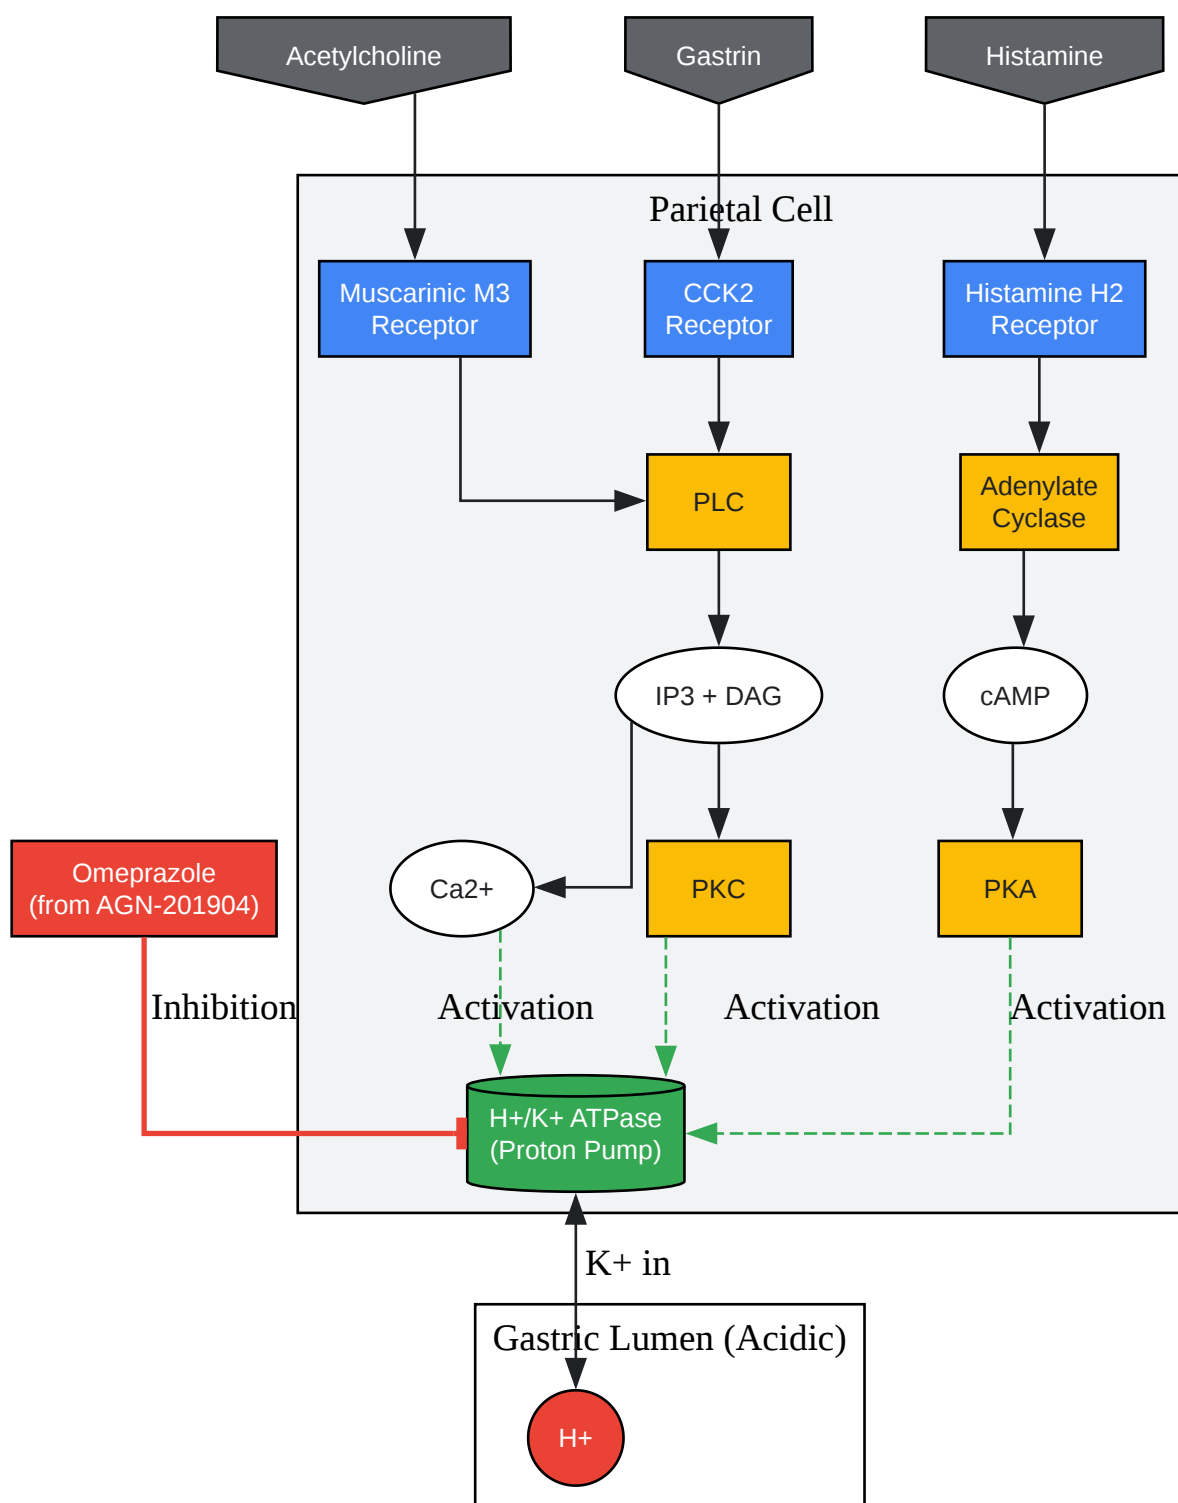 Acetylcholine
Gastrin
Histamine
Parietal Cell
Muscarinic M3
Receptor
CCK2
Receptor
Histamine H2
Receptor
PLC
Adenylate
Cyclase
IP3 + DAG
cAMP
Omeprazole
(from AGN-201904)
Ca2+
PKC
PKA
Inhibition
Activation
Activation
Activation
H+/K+ ATPase
(Proton Pump)
K+ in
Gastric Lumen (Acidic)
H+